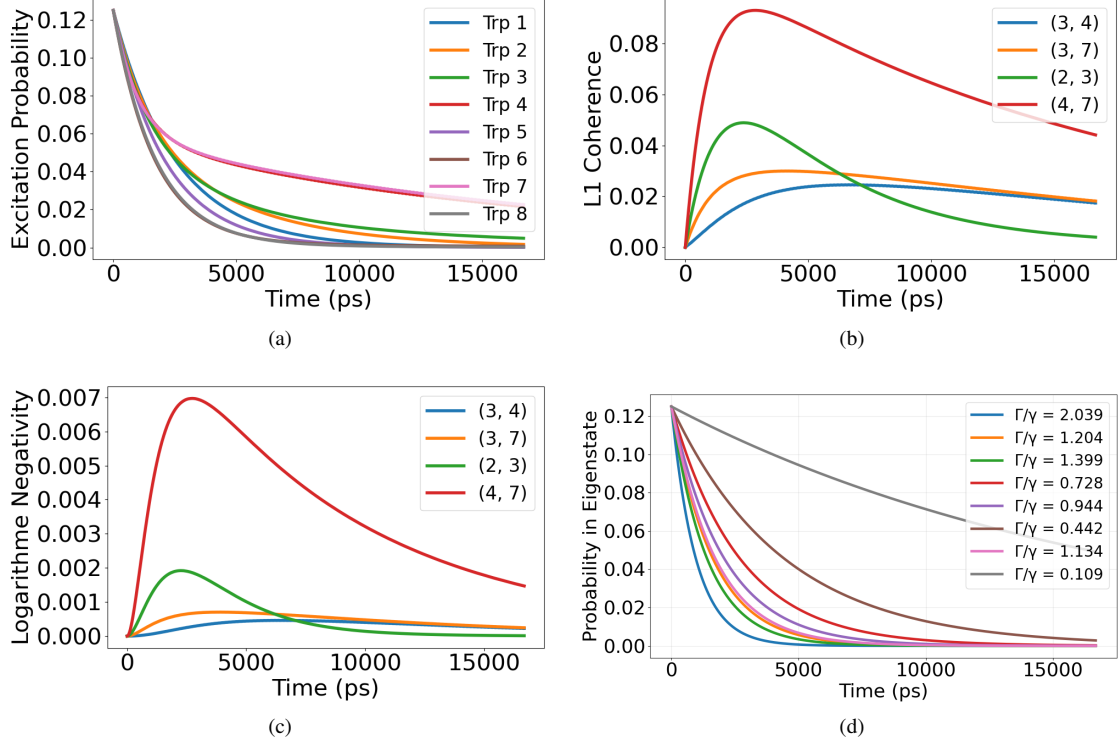 Excitation Probability
0.12
0.10
0.08
0.06
0.04
0.02
0.00
0
5000
10000
15000
Time (ps)
Trp 1
Trp 2
Trp 3
Trp 4
Trp 5
Trp 6
Trp 7
Trp 8
(a)
L1 Coherence
0.08
0.06
0.04
0.02
0.00
0
5000
10000
15000
Time (ps)
(3, 4)
(3, 7)
(2, 3)
(4, 7)
(b)
Logarithme Negativity
0.007
0.006
0.005
0.004
0.003
0.002
0.001
0.000
0
5000
10000
15000
Time (ps)
(3, 4)
(3, 7)
(2, 3)
(4, 7)
(c)
Probability in Eigenstate
0.12
0.10
0.08
0.06
0.04
0.02
0.00
0
5000
10000
15000
Time (ps)
Γ/γ = 2.039
Γ/γ = 1.204
Γ/γ = 1.399
Γ/γ = 0.728
Γ/γ = 0.944
Γ/γ = 0.442
Γ/γ = 1.134
Γ/γ = 0.109
(d)